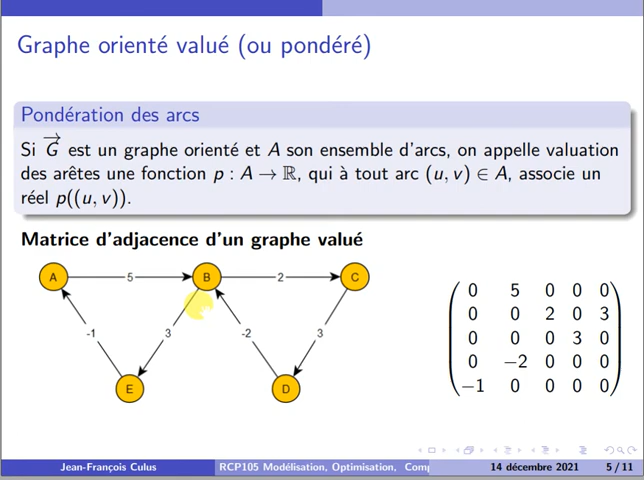 Graphe orienté valué (ou pondéré)
Pondération des arcs
Si G⃗ est un graphe orienté et A son ensemble d'arcs, on appelle valuation
des arêtes une fonction p : A → ℝ, qui à tout arc (u, v) ∈ A, associe un
réel p((u, v)).
Matrice d'adjacence d'un graphe valué
A 5 B 2 C
-1 3 -2 3
E D
0 5 0 0 0
0 0 2 0 3
0 0 0 3 0
0 −2 0 0 0
−1 0 0 0 0
Jean-François Culus RCP105 Modélisation, Optimisation, Comp 14 décembre 2021 5 / 11